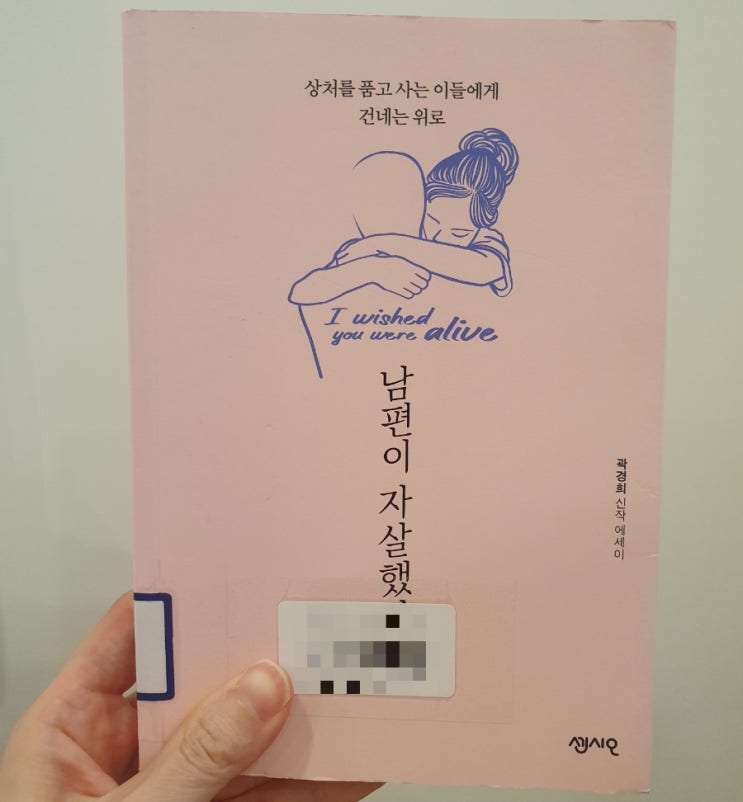 상처를 품고 사는 이들에게
건네는 위로
I wished
you were alive
남편이 자살했
곽경희 신작 에세이
센시오